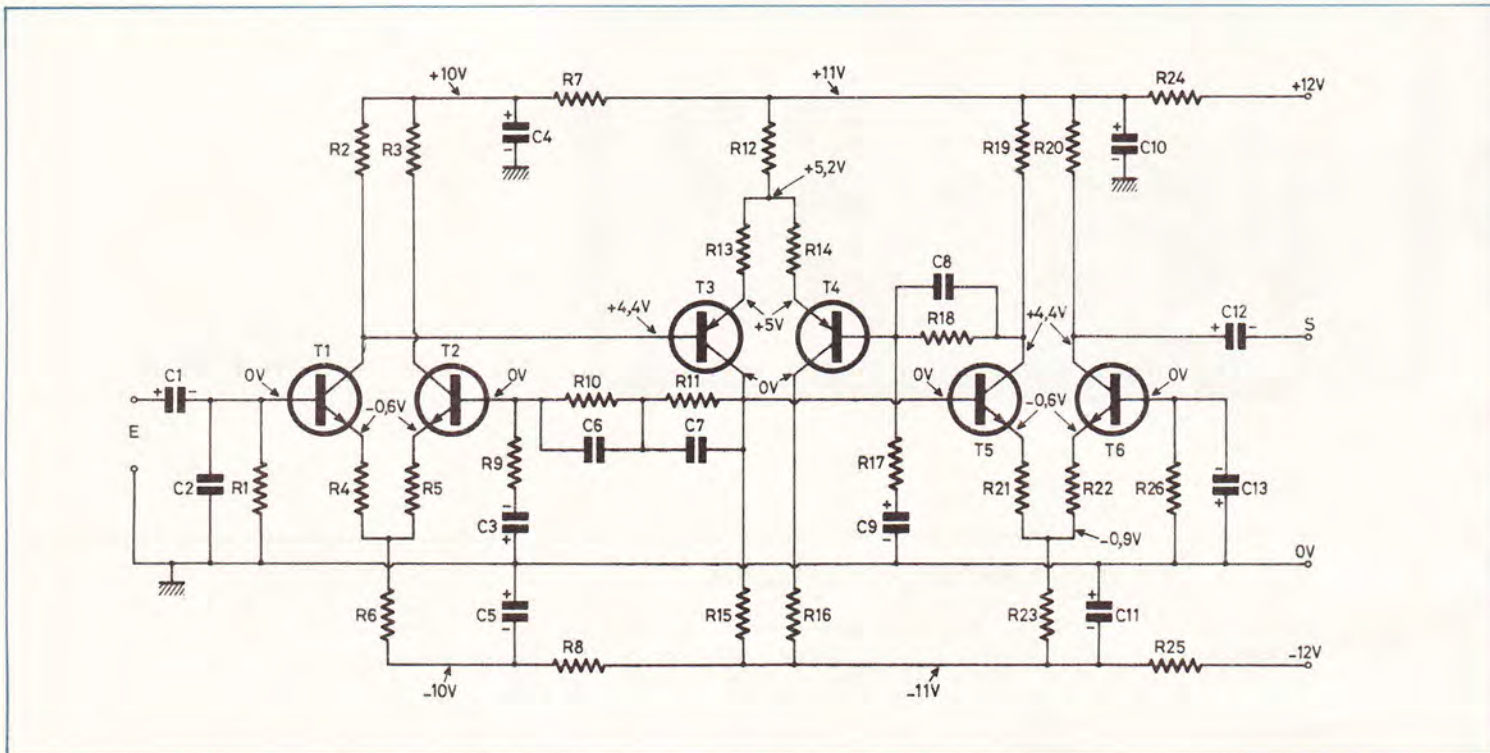 +10V
R7
+11V
R24
+12V
R2
R3
C4
R12
R19
R20
C10
+5,2V
R13
R14
C8
T3
T4
+4,4V
+5V
R18
+4,4V
C12
S
T1
T2
C1
0V
0V
R10
R11
0V
0V
0V
-0,6V
-0,6V
E
C6
C7
T5
T6
R9
R17
C2
R1
R4
R5
R21
R22
R26
C13
C3
C9
-0,9V
0V
R6
C5
R15
R16
R23
C11
R8
R25
-12V
-10V
-11V